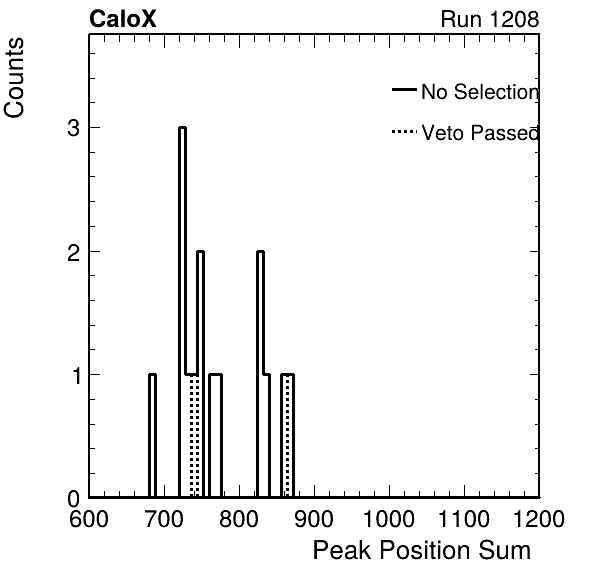 CaloX Run 1208
Counts
No Selection
Veto Passed
3
2
1
0
600 700 800 900 1000 1100 1200
Peak Position Sum